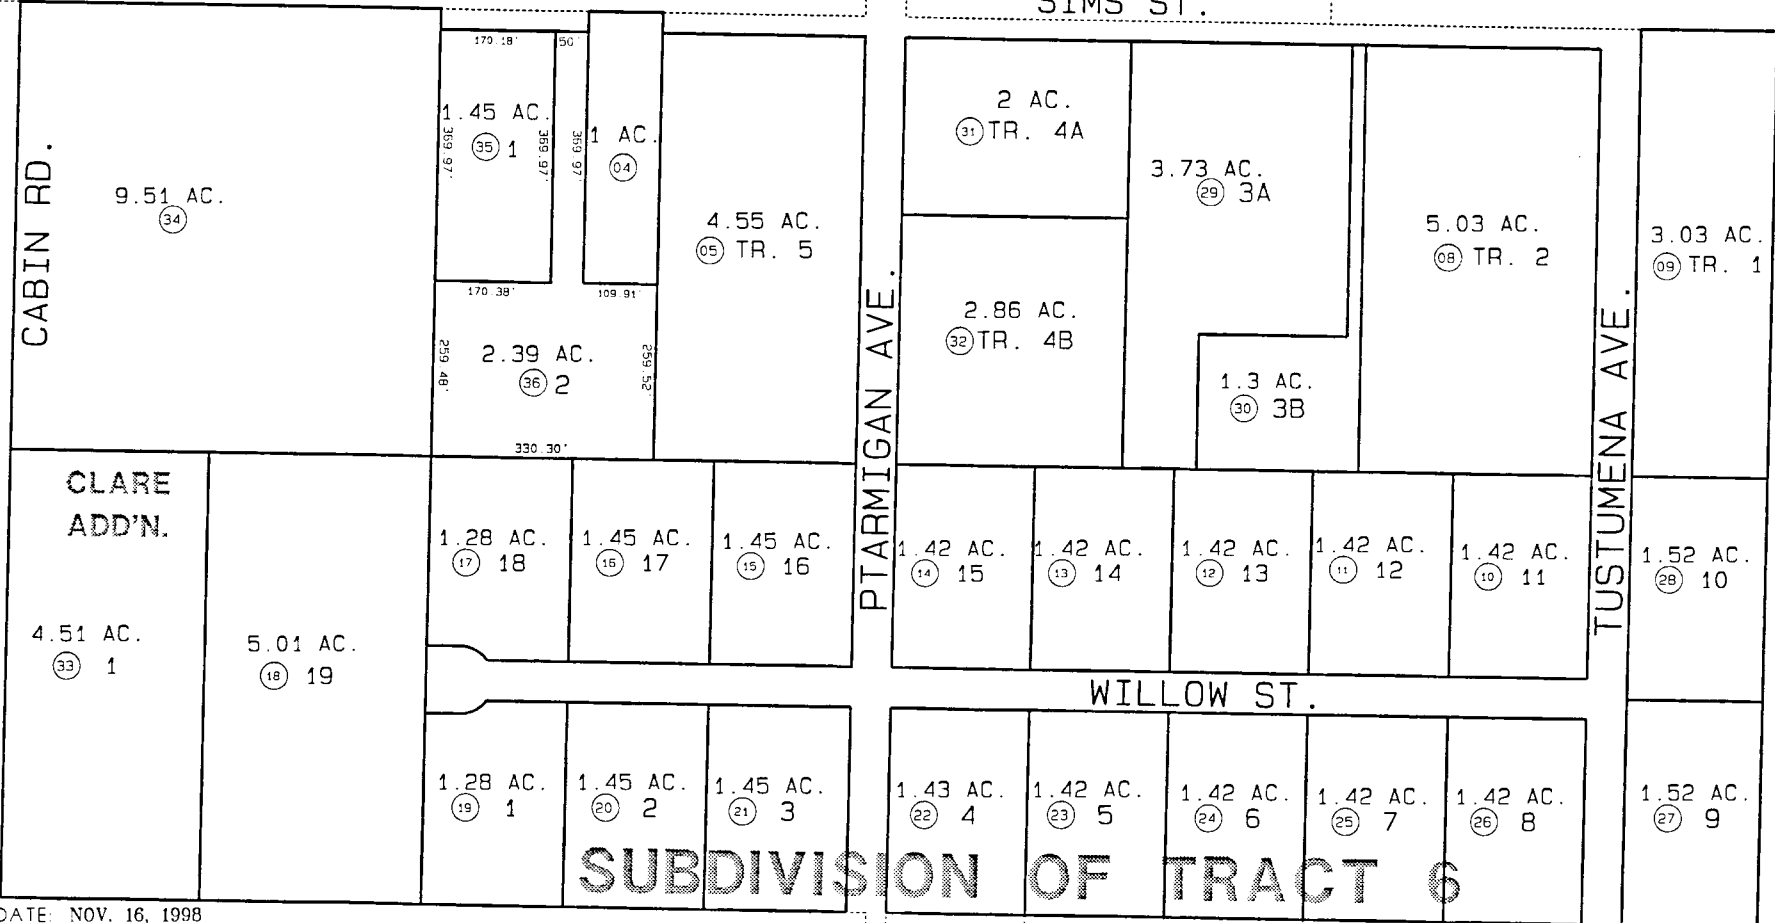 SIMS ST.
CABIN RD.
9.51 AC.
34
170.18'
50'
1.45 AC.
35 1
369.97'
369.97'
369.97'
1 AC.
04
170.38'
109.91'
2.39 AC.
36 2
259.48'
259.52'
330.30'
4.55 AC.
05 TR. 5
PTARMIGAN AVE.
2 AC.
31 TR. 4A
2.86 AC.
32 TR. 4B
3.73 AC.
29 3A
1.3 AC.
30 3B
5.03 AC.
08 TR. 2
TUSTUMENA AVE.
3.03 AC.
09 TR. 1
CLARE
ADD'N.
4.51 AC.
33 1
5.01 AC.
18 19
1.28 AC.
17 18
1.45 AC.
16 17
1.45 AC.
15 16
1.42 AC.
14 15
1.42 AC.
13 14
1.42 AC.
12 13
1.42 AC.
11 12
1.42 AC.
10 11
1.52 AC.
28 10
WILLOW ST.
1.28 AC.
19 1
1.45 AC.
20 2
1.45 AC.
21 3
1.43 AC.
22 4
1.42 AC.
23 5
1.42 AC.
24 6
1.42 AC.
25 7
1.42 AC.
26 8
1.52 AC.
27 9
SUBDIVISION OF TRACT 6
DATE: NOV. 16, 1998